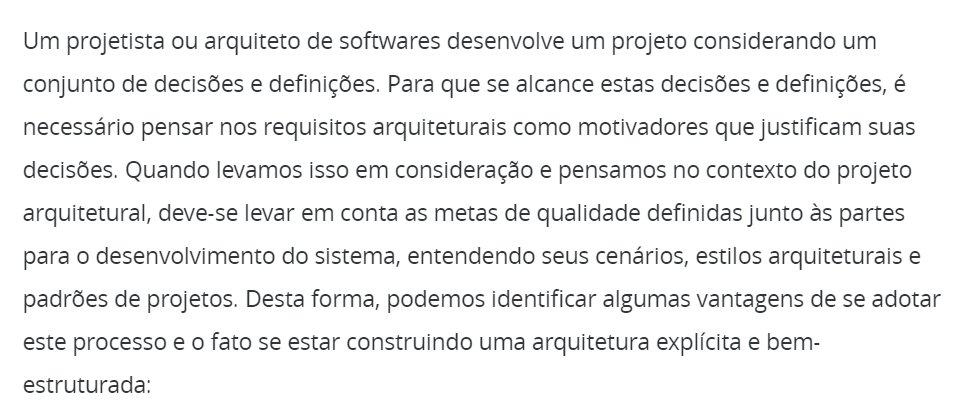 Um projetista ou arquiteto de softwares desenvolve um projeto considerando um
conjunto de decisões e definições. Para que se alcance estas decisões e definições, é
necessário pensar nos requisitos arquiteturais como motivadores que justificam suas
decisões. Quando levamos isso em consideração e pensamos no contexto do projeto
arquitetural, deve-se levar em conta as metas de qualidade definidas junto às partes
para o desenvolvimento do sistema, entendendo seus cenários, estilos arquiteturais e
padrões de projetos. Desta forma, podemos identificar algumas vantagens de se adotar
este processo e o fato se estar construindo uma arquitetura explícita e bem-
estruturada: